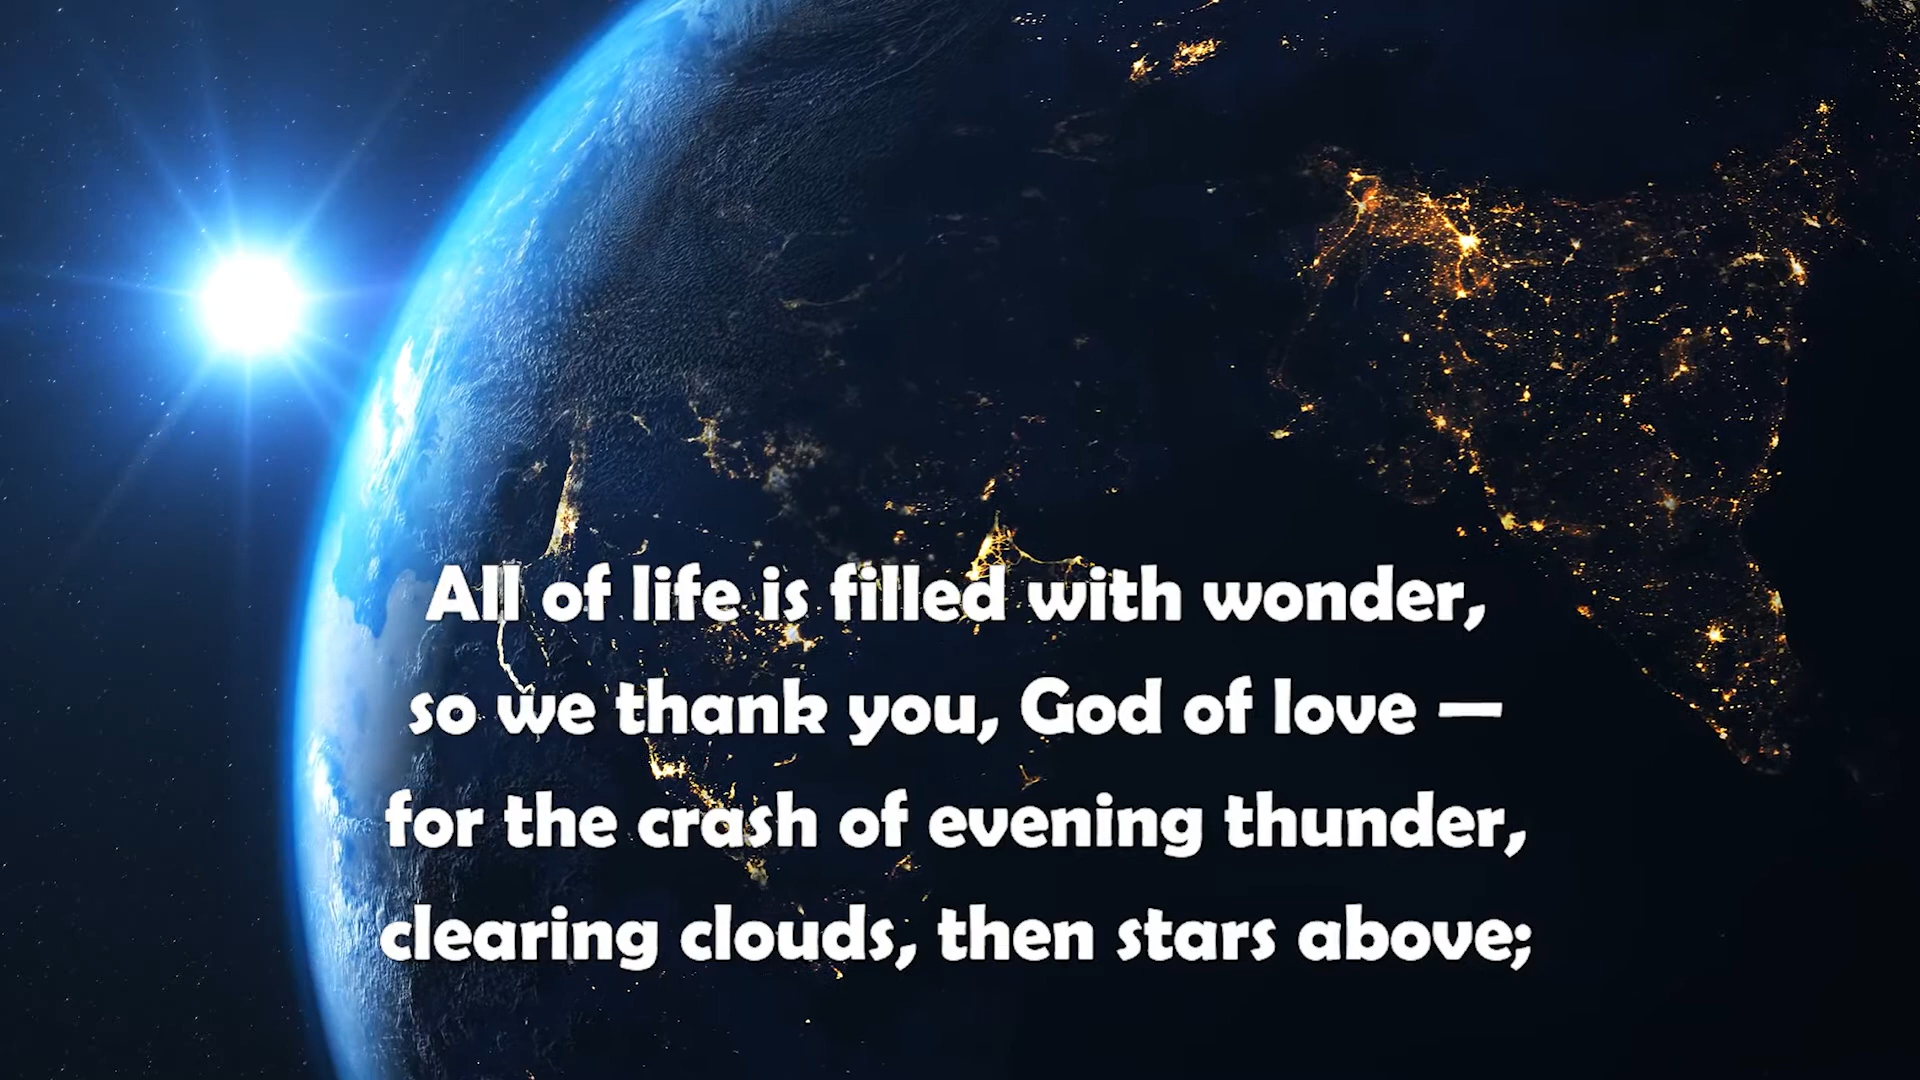 All of life is filled with wonder,
so we thank you, God of love —
for the crash of evening thunder,
clearing clouds, then stars above;